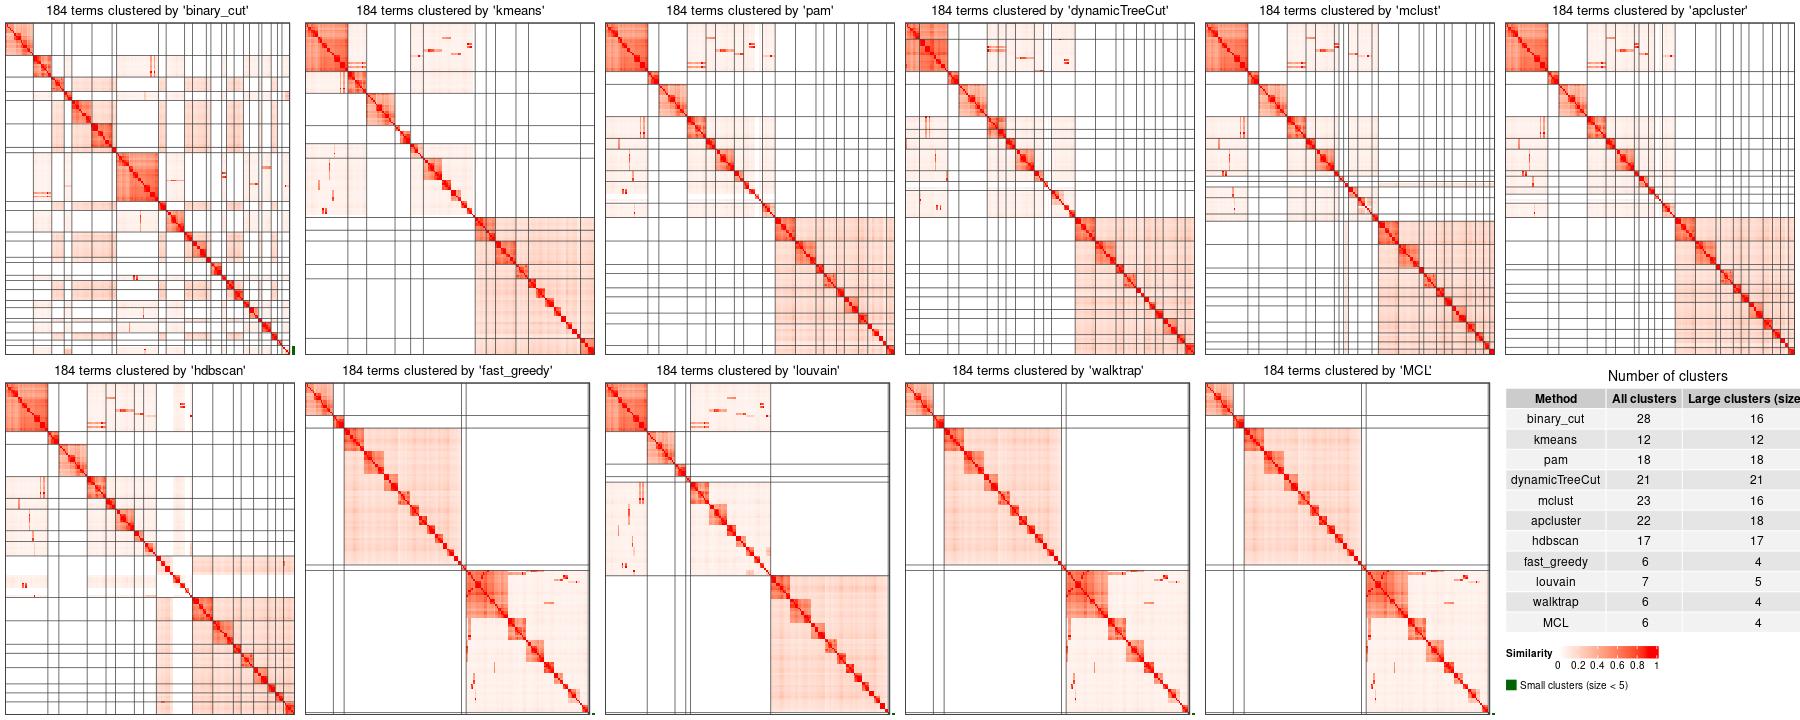 184 terms clustered by 'binary_cut'
184 terms clustered by 'kmeans'
184 terms clustered by 'pam'
184 terms clustered by 'dynamicTreeCut'
184 terms clustered by 'mclust'
184 terms clustered by 'apcluster'
184 terms clustered by 'hdbscan'
184 terms clustered by 'fast_greedy'
184 terms clustered by 'louvain'
184 terms clustered by 'walktrap'
184 terms clustered by 'MCL'
Number of clusters
Method All clusters Large clusters (size
binary_cut 28 16
kmeans 12 12
pam 18 18
dynamicTreeCut 21 21
mclust 23 16
apcluster 22 18
hdbscan 17 17
fast_greedy 6 4
louvain 7 5
walktrap 6 4
MCL 6 4
Similarity
0 0.2 0.4 0.6 0.8 1
Small clusters (size < 5)